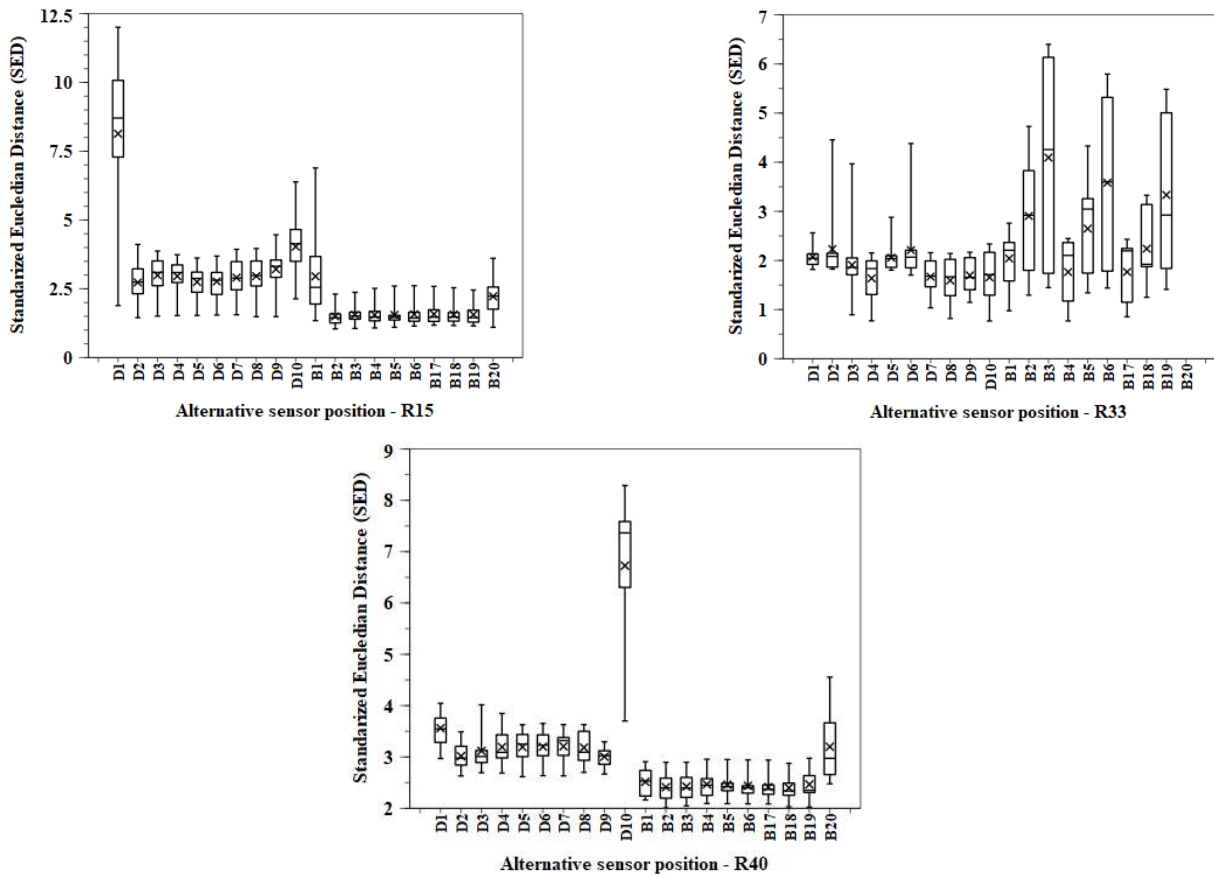 Standarized Eucledian Distance (SED)
12.5
10
7.5
5
2.5
0
D1 D2 D3 D4 D5 D6 D7 D8 D9 D10 B1 B2 B3 B4 B5 B6 B17 B18 B19 B20
Alternative sensor position - R15
Standarized Eucledian Distance (SED)
7
6
5
4
3
2
1
0
D1 D2 D3 D4 D5 D6 D7 D8 D9 D10 B1 B2 B3 B4 B5 B6 B17 B18 B19 B20
Alternative sensor position - R33
Standarized Eucledian Distance (SED)
9
8
7
6
5
4
3
2
D1 D2 D3 D4 D5 D6 D7 D8 D9 D10 B1 B2 B3 B4 B5 B6 B17 B18 B19 B20
Alternative sensor position - R40